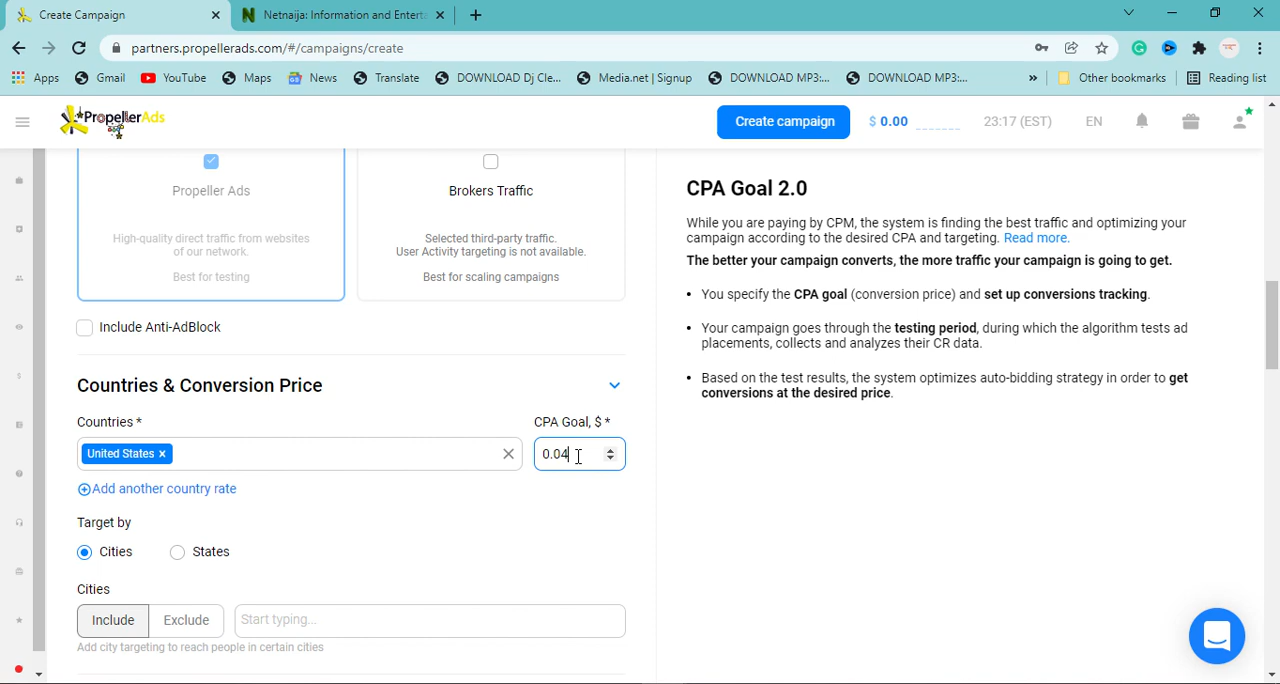 Create Campaign
Netnaija: Information and Enterta
partners.propellerads.com/#/campaigns/create
Apps Gmail YouTube Maps News Translate DOWNLOAD Dj Cle... Media.net | Signup DOWNLOAD MP3:... DOWNLOAD MP3:... » Other bookmarks Reading list
PropellerAds Create campaign $ 0.00 23:17 (EST) EN
Propeller Ads
High-quality direct traffic from websites
of our network.
Best for testing
Brokers Traffic
Selected third-party traffic.
User Activity targeting is not available.
Best for scaling campaigns
Include Anti-AdBlock
Countries & Conversion Price
Countries * CPA Goal, $ *
United States × 0.04
Add another country rate
Target by
Cities States
Cities
Include Exclude Start typing...
Add city targeting to reach people in certain cities
CPA Goal 2.0
While you are paying by CPM, the system is finding the best traffic and optimizing your
campaign according to the desired CPA and targeting. Read more.
The better your campaign converts, the more traffic your campaign is going to get.
• You specify the CPA goal (conversion price) and set up conversions tracking.
• Your campaign goes through the testing period, during which the algorithm tests ad
placements, collects and analyzes their CR data.
• Based on the test results, the system optimizes auto-bidding strategy in order to get
conversions at the desired price.